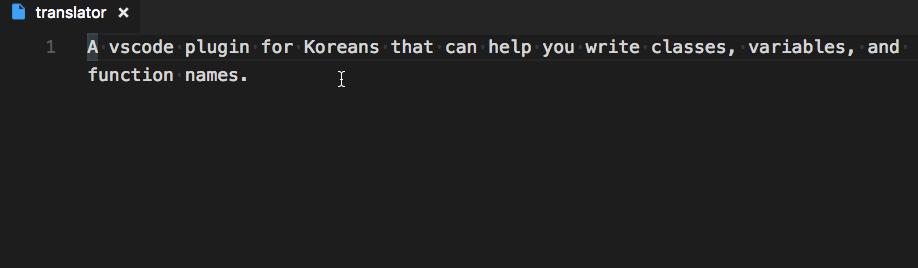 translator ×
1 A vscode plugin for Koreans that can help you write classes, variables, and
function names.